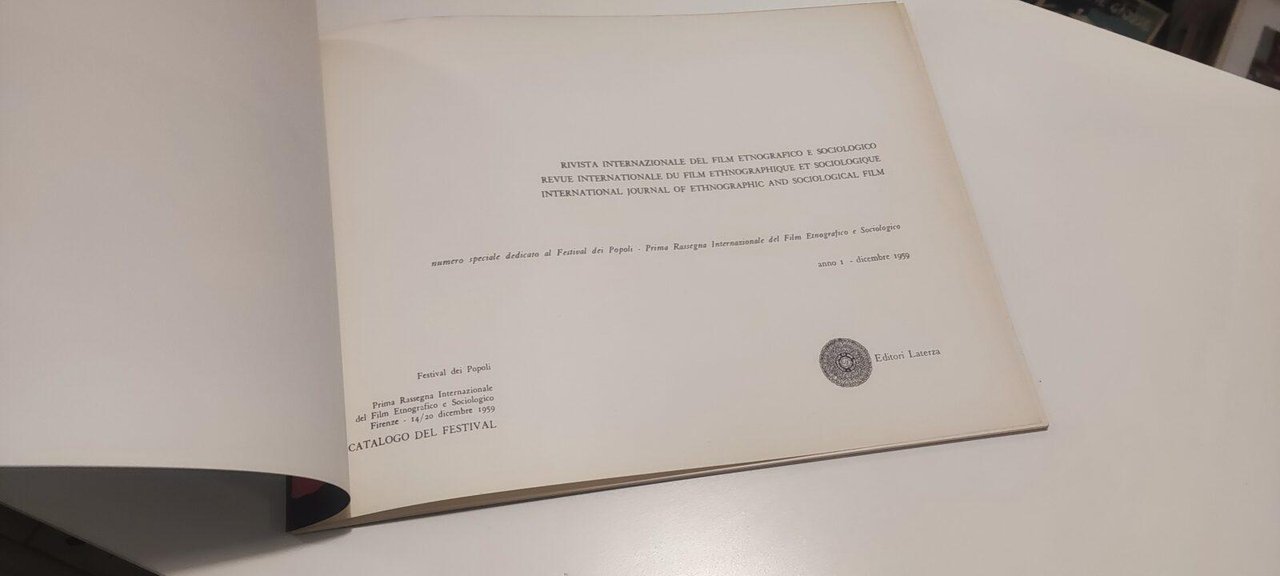 RIVISTA INTERNAZIONALE DEL FILM ETNOGRAFICO E SOCIOLOGICO
REVUE INTERNATIONALE DU FILM ETHNOGRAPHIQUE ET SOCIOLOGIQUE
INTERNATIONAL JOURNAL OF ETHNOGRAPHIC AND SOCIOLOGICAL FILM
numero speciale dedicato al Festival dei Popoli - Prima Rassegna Internazionale del Film Etnografico e Sociologico
anno 1 - dicembre 1959
Editori Laterza
Festival dei Popoli
Prima Rassegna Internazionale
del Film Etnografico e Sociologico
Firenze - 14/20 dicembre 1959
CATALOGO DEL FESTIVAL